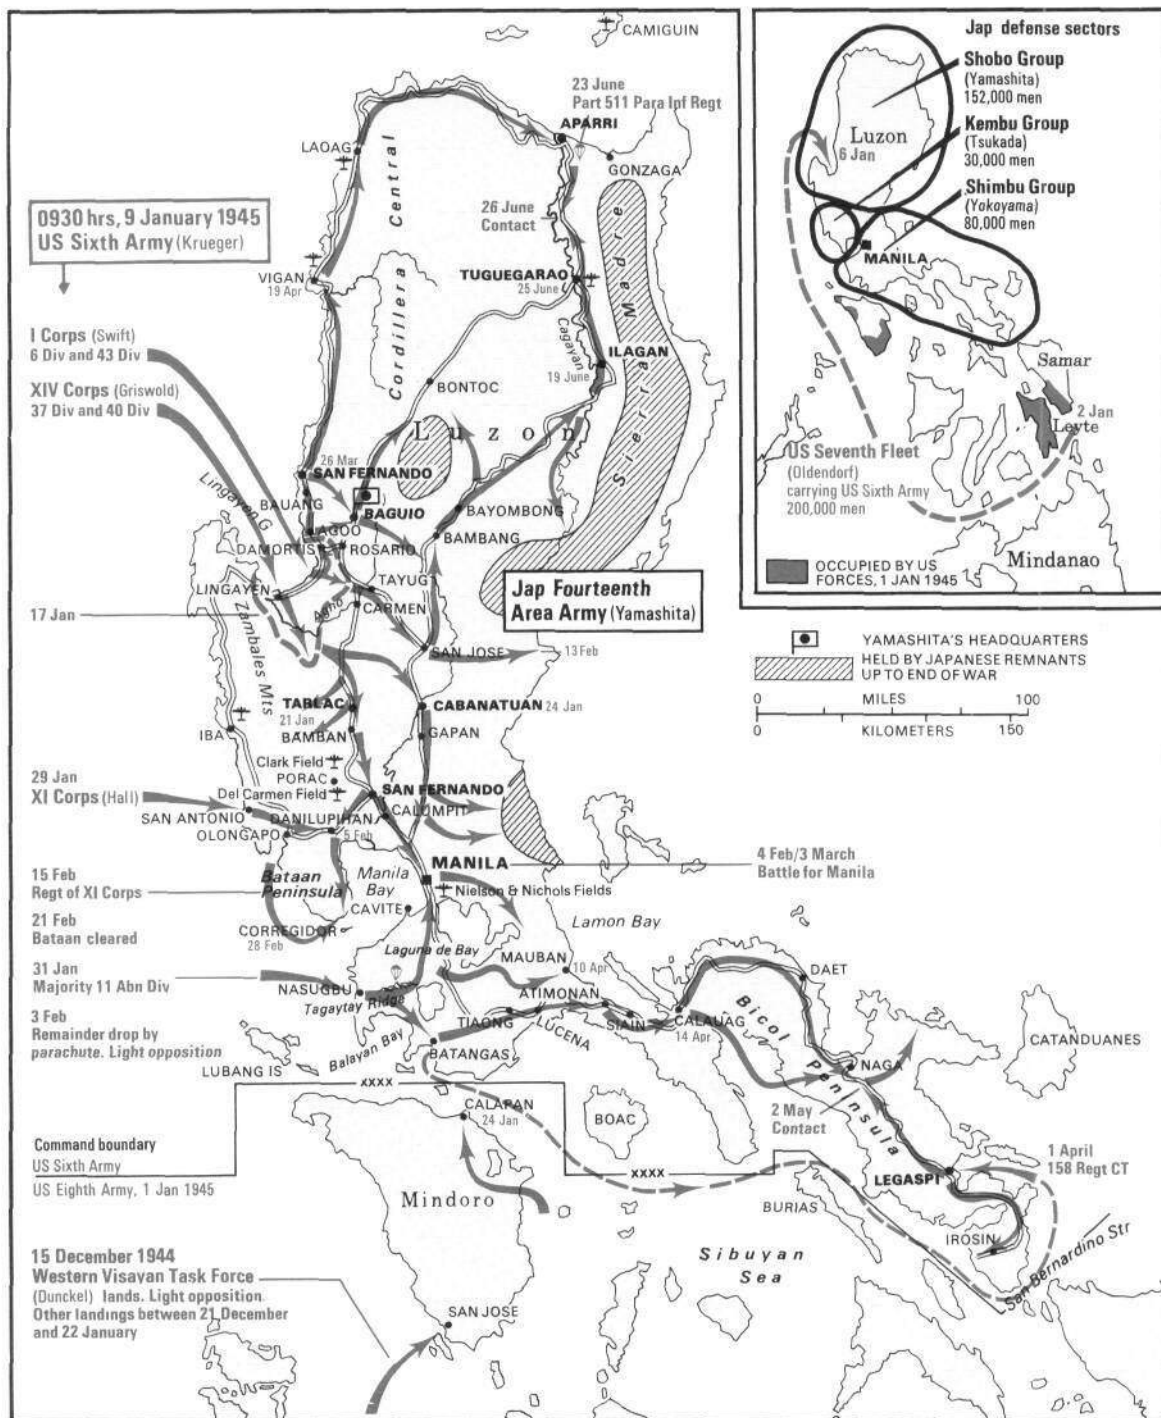 CAMIGUIN
23 June
Part 511 Para Inf Regt
APARRI
GONZAGA
LAOAG
Cordillera Central
26 June
Contact
0930 hrs, 9 January 1945
US Sixth Army (Krueger)
VIGAN
19 Apr
TUGUEGARAO
25 June
Cagayan
Sierra Madre
ILAGAN
19 June
I Corps (Swift)
6 Div and 43 Div
XIV Corps (Griswold)
37 Div and 40 Div
BONTOC
Luzon
26 Mar
SAN FERNANDO
Lingayen G
BAUANG
BAGUIO
BAYOMBONG
AGOO
BAMBANG
DAMORTIS
ROSARIO
TAYUG
LINGAYEN
Agno
CARMEN
Jap Fourteenth
Area Army (Yamashita)
17 Jan
Zambales Mts
SAN JOSE
13 Feb
TARLAC
21 Jan
CABANATUAN 24 Jan
IBA
BAMBAN
GAPAN
Clark Field
PORAC
Del Carmen Field
29 Jan
XI Corps (Hall)
SAN FERNANDO
SAN ANTONIO
DANILUPIHAN
CALUMPIT
OLONGAPO
5 Feb
MANILA
4 Feb/3 March
Battle for Manila
15 Feb
Regt of XI Corps
Bataan
Peninsula
Manila
Bay
Nielson & Nichols Fields
CAVITE
21 Feb
Bataan cleared
CORREGIDOR
28 Feb
Lamon Bay
Laguna de Bay
MAUBAN
10 Apr
31 Jan
Majority 11 Abn Div
NASUGBU
Tagaytay Ridge
DAET
ATIMONAN
3 Feb
Remainder drop by
parachute. Light opposition
TIAONG
LUCENA
SIAIN
CALAUAG
14 Apr
Bicol Peninsula
Balayan Bay
BATANGAS
LUBANG IS
CATANDUANES
NAGA
XXXX
CALAPAN
24 Jan
BOAC
2 May
Contact
Command boundary
US Sixth Army
US Eighth Army, 1 Jan 1945
XXXX
1 April
158 Regt CT
LEGASPI
Mindoro
BURIAS
IROSIN
San Bernardino Str
Sibuyan
Sea
15 December 1944
Western Visayan Task Force
(Dunckel) lands. Light opposition.
Other landings between 21 December
and 22 January
SAN JOSE
Jap defense sectors
Shobo Group
(Yamashita)
152,000 men
Luzon
Kembu Group
(Tsukada)
30,000 men
6 Jan
Shimbu Group
(Yokoyama)
80,000 men
MANILA
Samar
2 Jan
Leyte
US Seventh Fleet
(Oldendorf)
carrying US Sixth Army
200,000 men
Mindanao
OCCUPIED BY US
FORCES, 1 JAN 1945
YAMASHITA'S HEADQUARTERS
HELD BY JAPANESE REMNANTS
UP TO END OF WAR
0 MILES 100
0 KILOMETERS 150